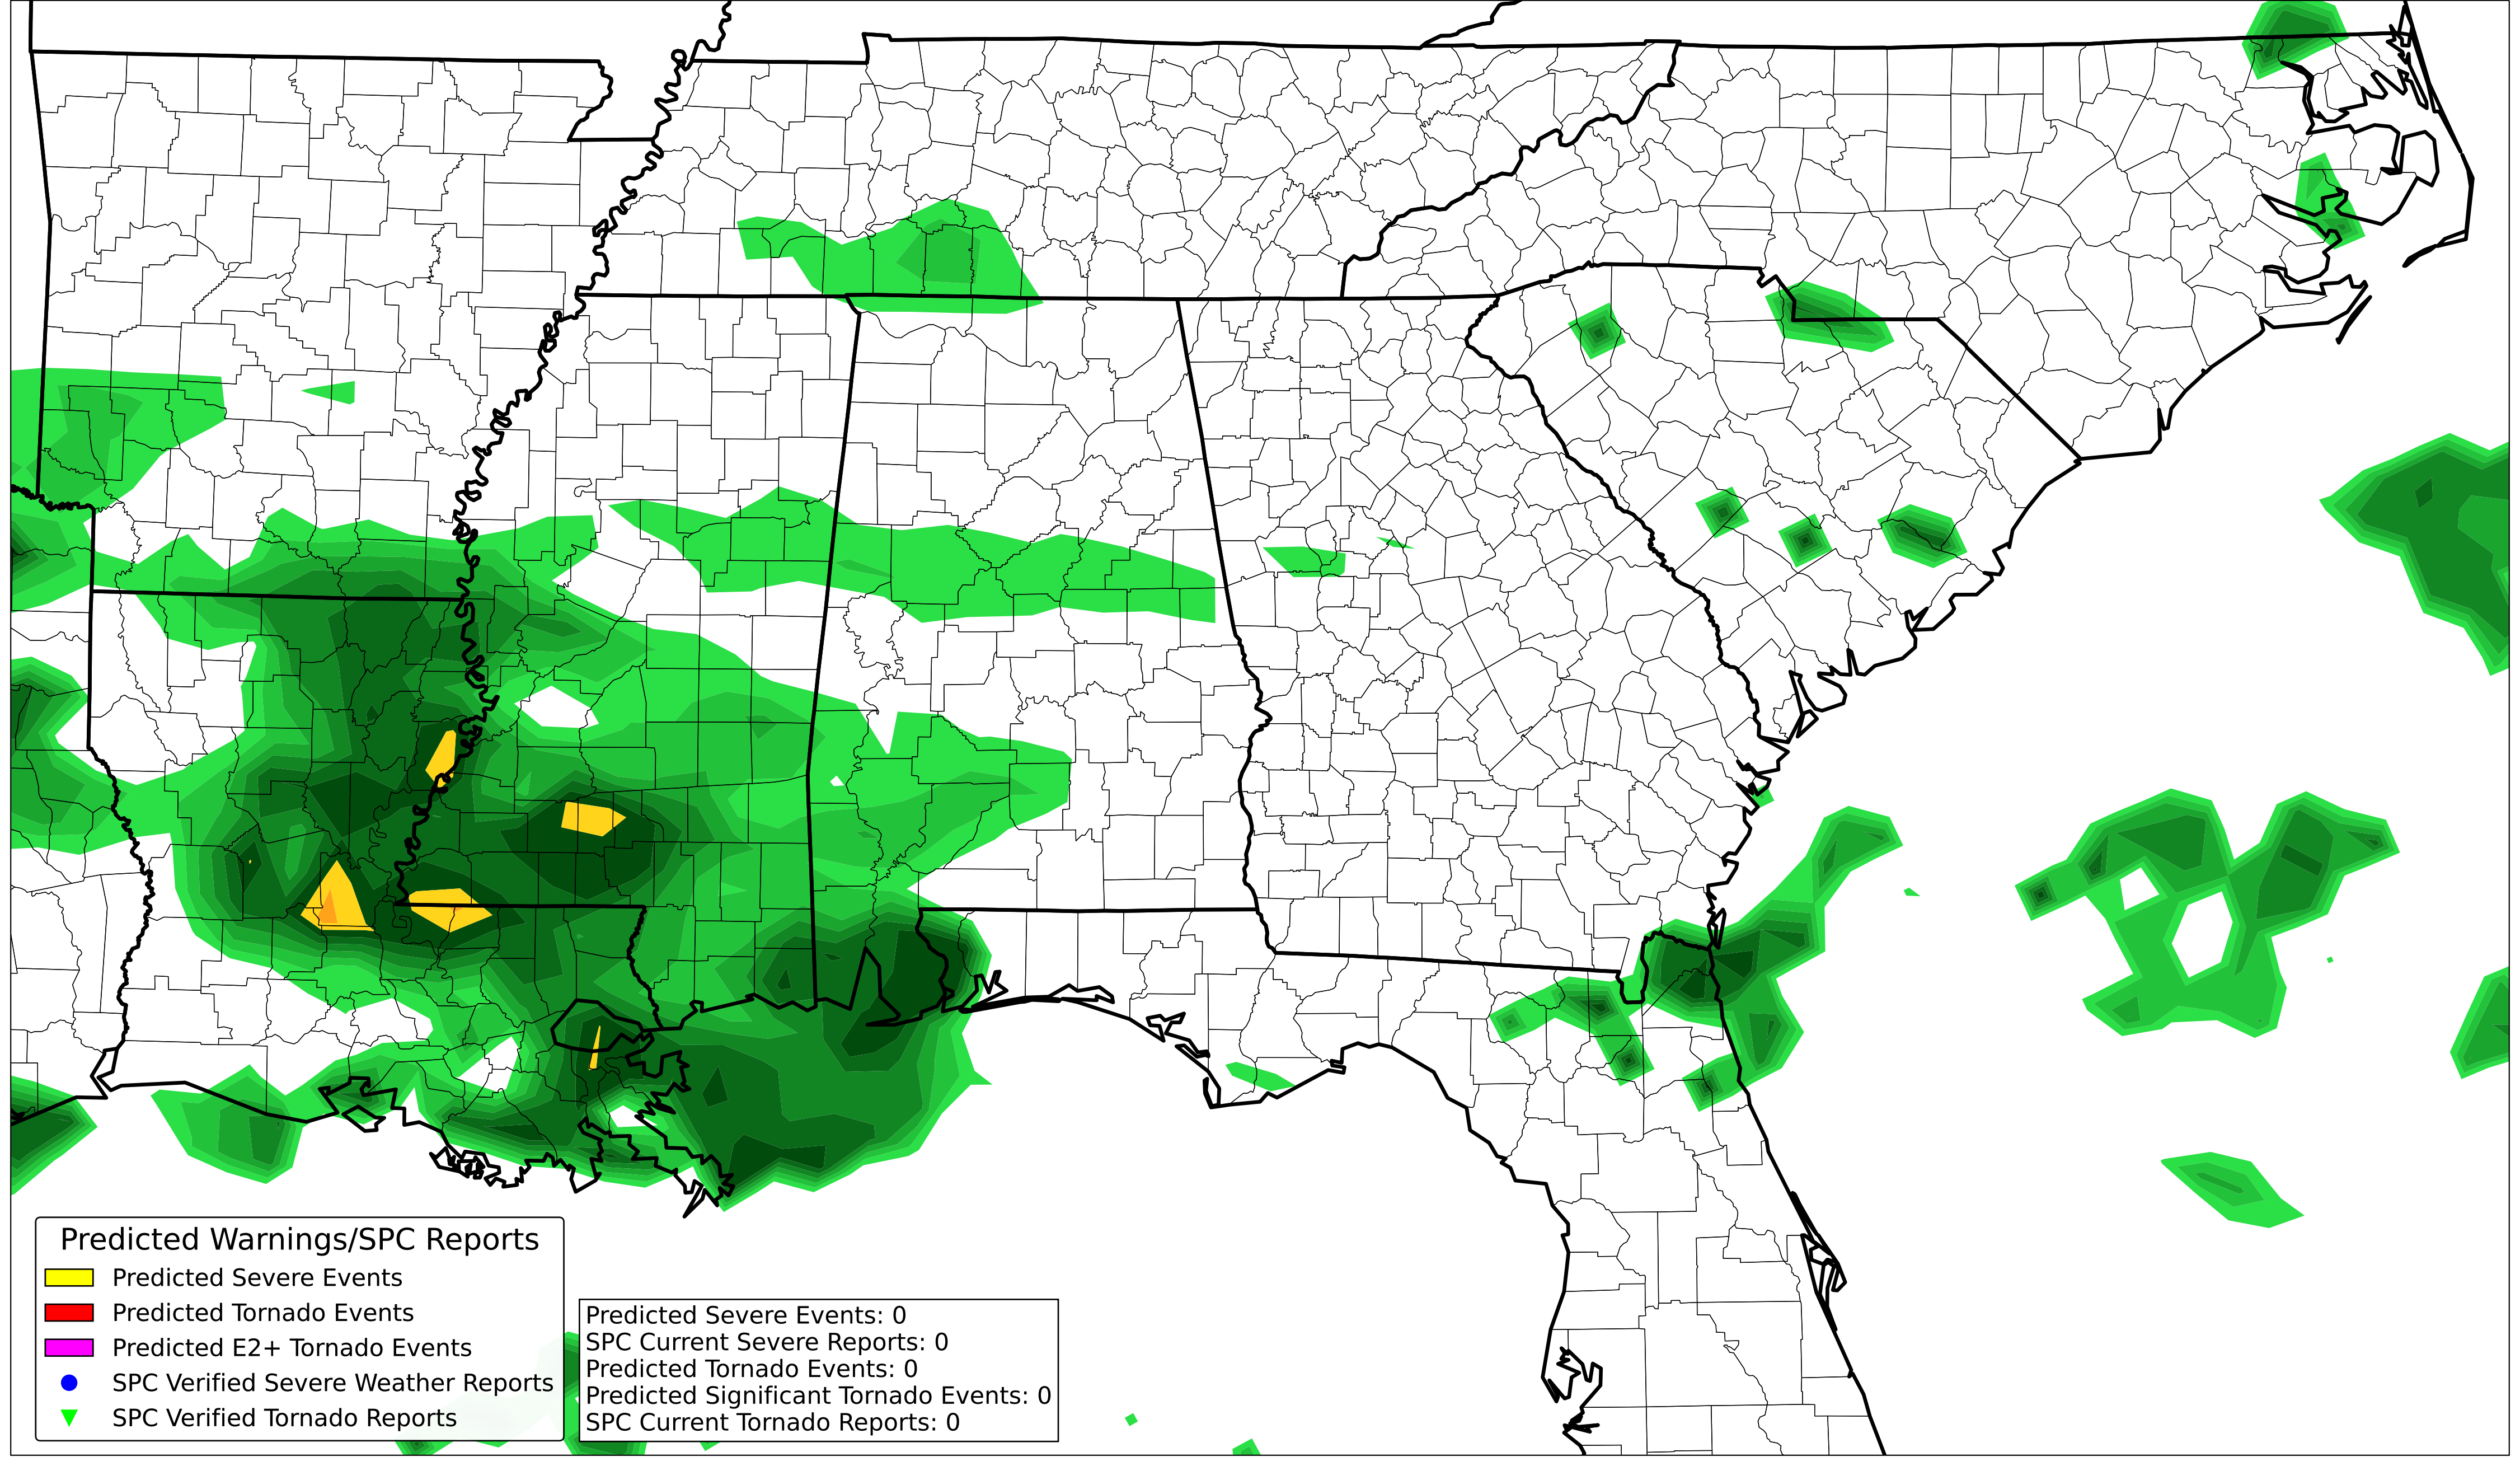 Predicted Warnings/SPC Reports
Predicted Severe Events
Predicted Tornado Events
Predicted E2+ Tornado Events
SPC Verified Severe Weather Reports
SPC Verified Tornado Reports
Predicted Severe Events: 0
SPC Current Severe Reports: 0
Predicted Tornado Events: 0
Predicted Significant Tornado Events: 0
SPC Current Tornado Reports: 0